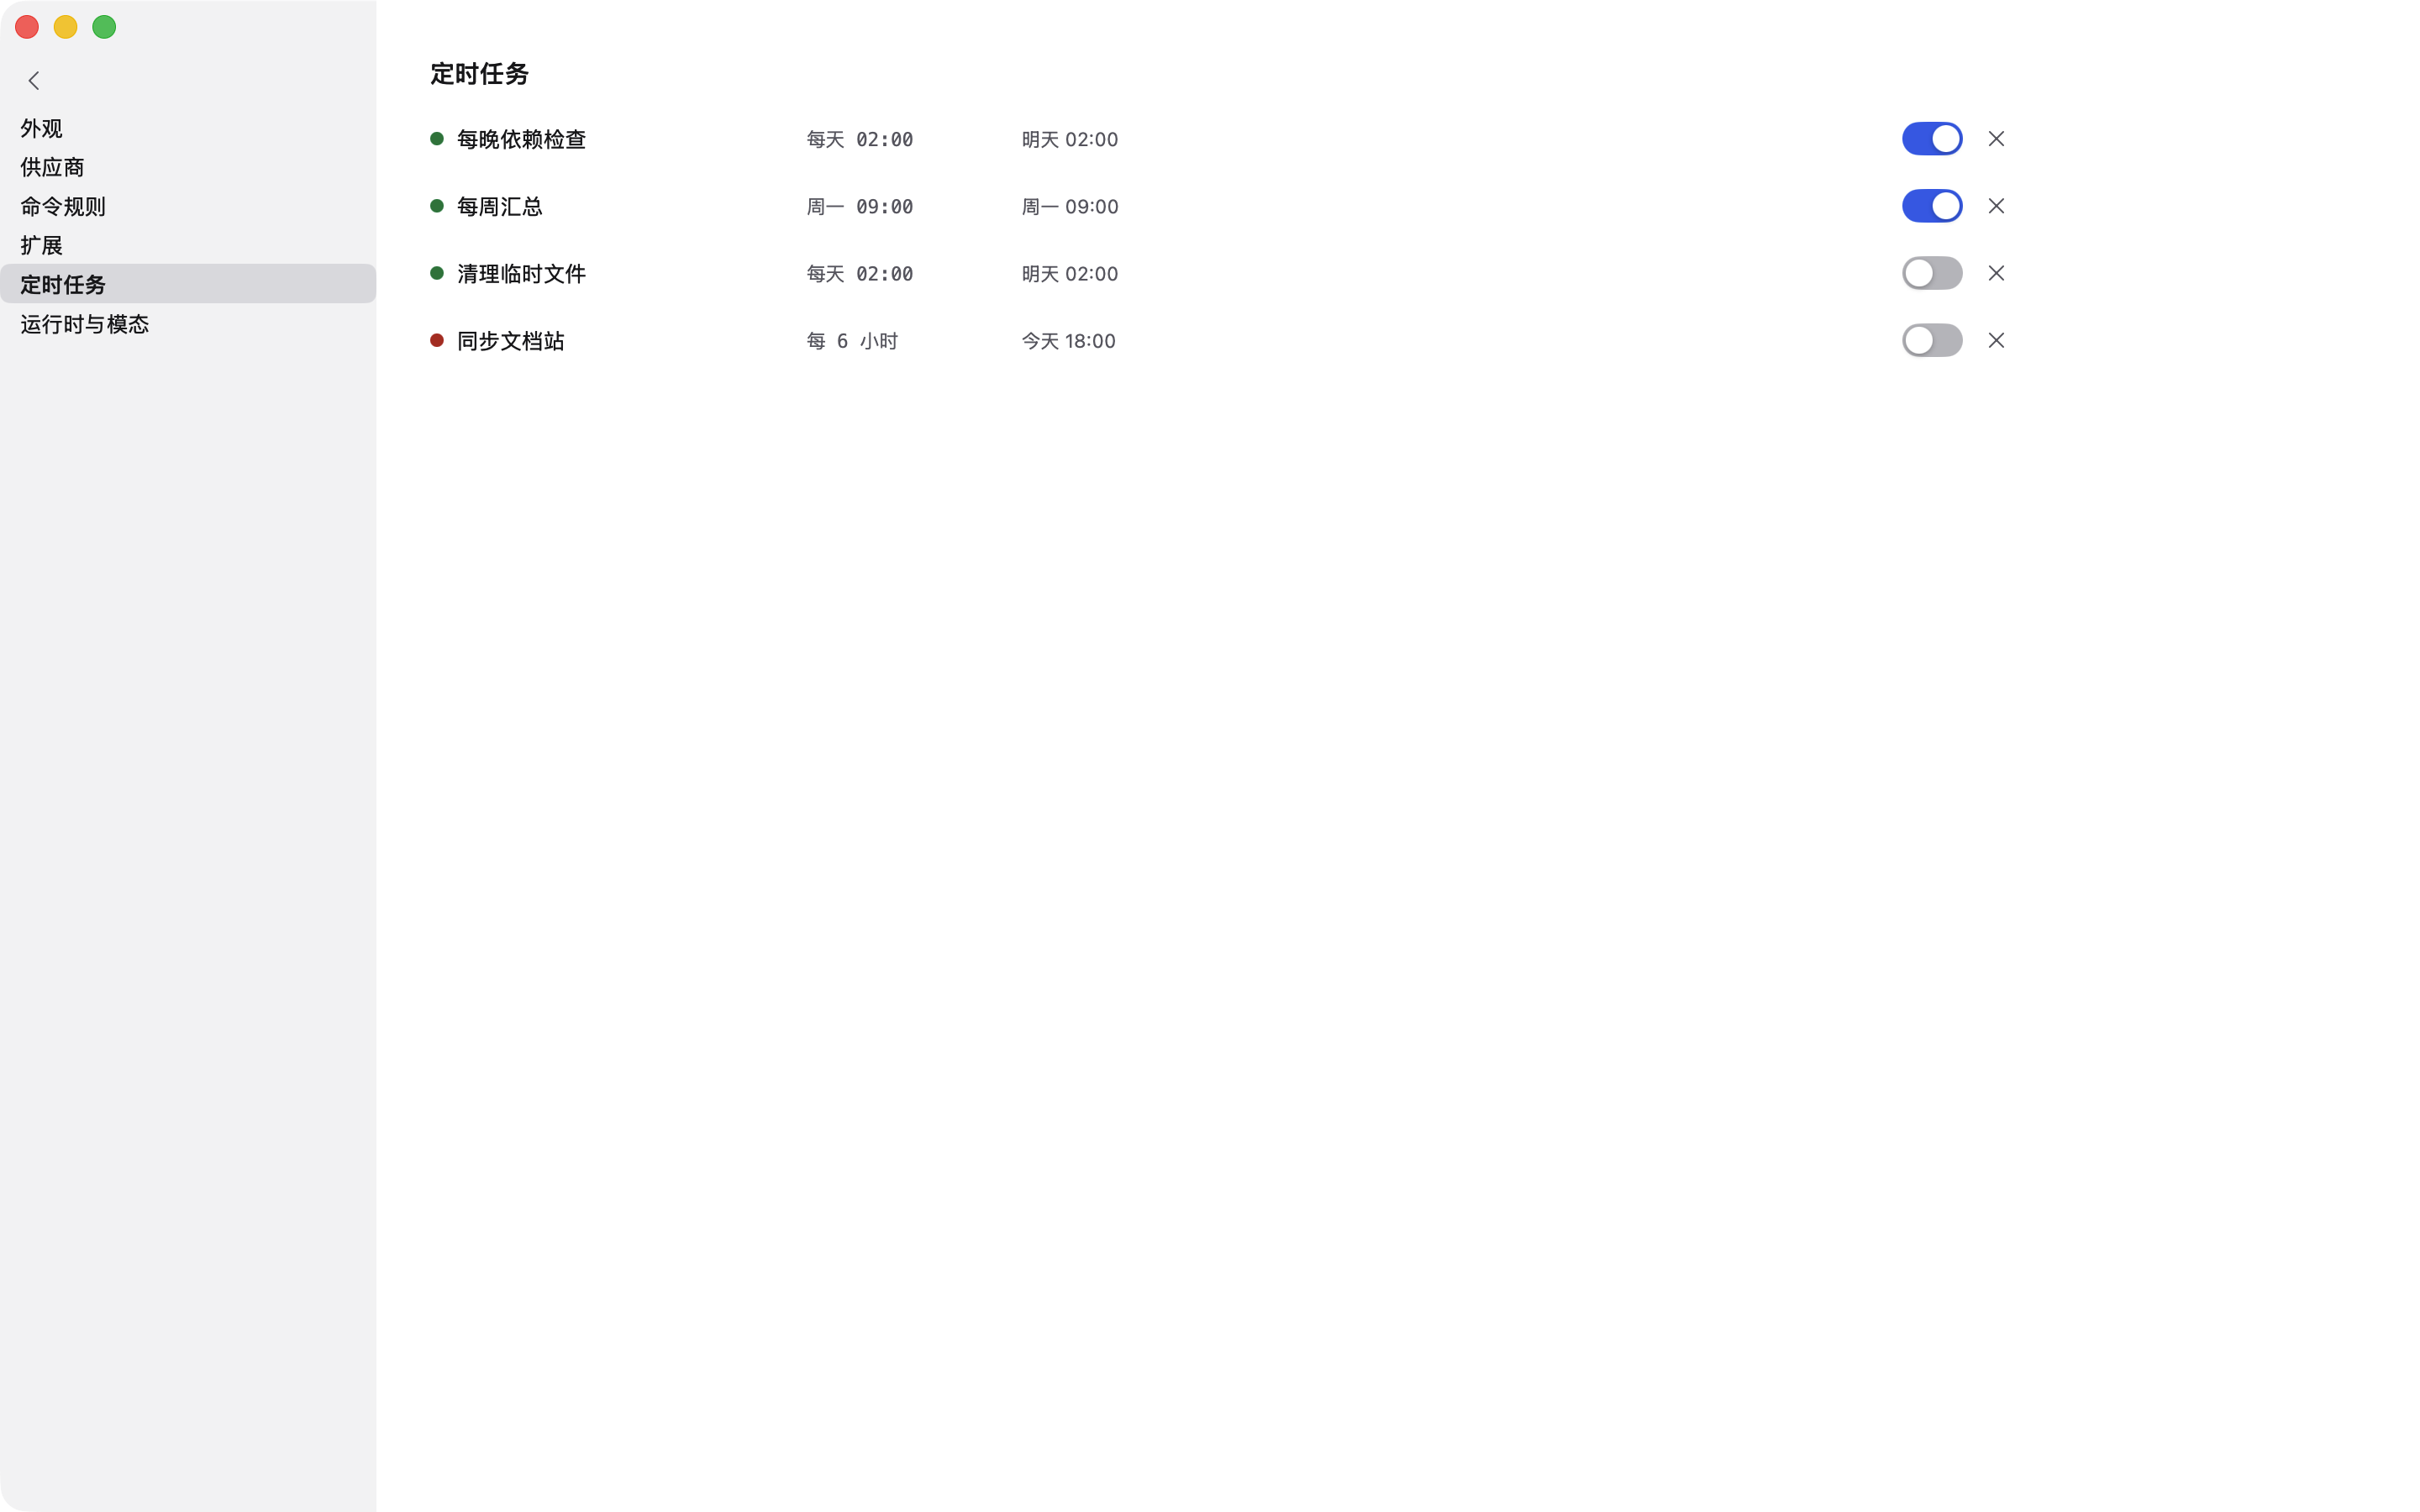 外观
供应商
命令规则
扩展
定时任务
运行时与模态
定时任务
每晚依赖检查 每天 02:00 明天 02:00
每周汇总 周一 09:00 周一 09:00
清理临时文件 每天 02:00 明天 02:00
同步文档站 每 6 小时 今天 18:00